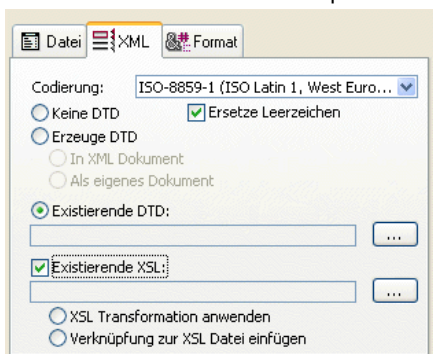 Datei XML Format
Codierung: ISO-8859-1 (ISO Latin 1, West Euro...
Keine DTD Ersetze Leerzeichen
Erzeuge DTD
In XML Dokument
Als eigenes Dokument
Existierende DTD:
...
Existierende XSL:
...
XSL Transformation anwenden
Verknüpfung zur XSL Datei einfügen